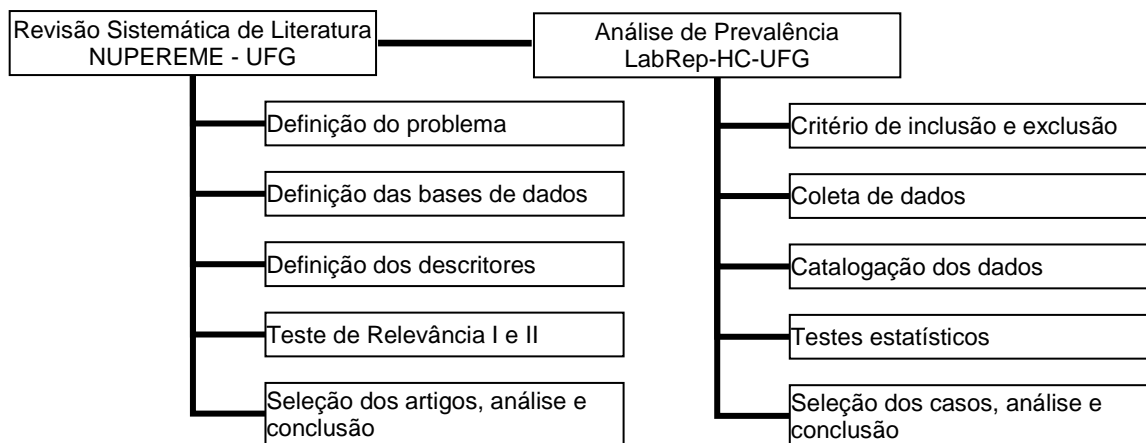 Revisão Sistemática de Literatura
NUPEREME - UFG
Definição do problema
Definição das bases de dados
Definição dos descritores
Teste de Relevância I e II
Seleção dos artigos, análise e
conclusão
Análise de Prevalência
LabRep-HC-UFG
Critério de inclusão e exclusão
Coleta de dados
Catalogação dos dados
Testes estatísticos
Seleção dos casos, análise e
conclusão